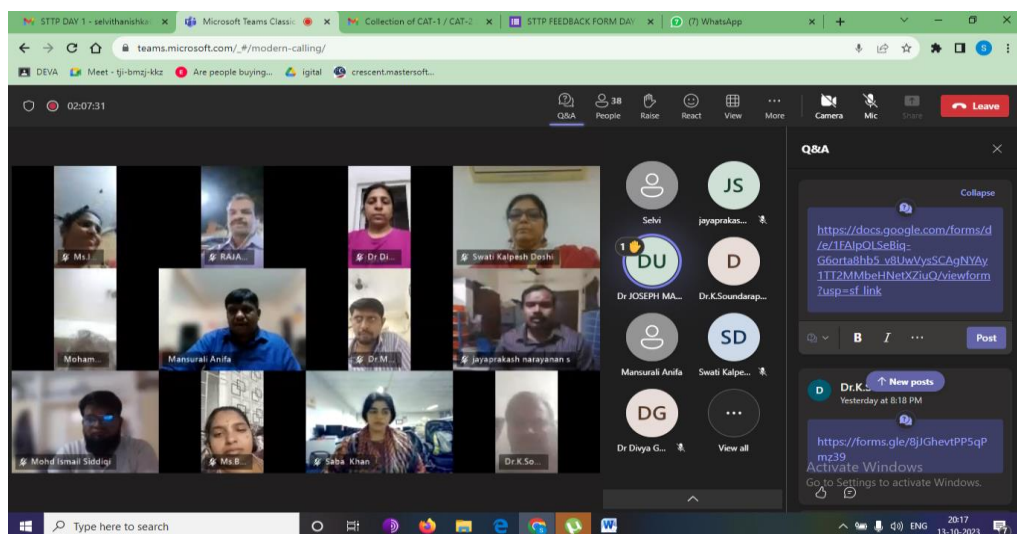 STTP DAY 1 - selvithanishka
Microsoft Teams Classic
Collection of CAT-1 / CAT-2
STTP FEEDBACK FORM DAY
(7) WhatsApp
teams.microsoft.com/_#/modern-calling/
DEVA
Meet - tji-bmzj-kkz
Are people buying...
igital
crescent.mastersoft...
02:07:31
Q&A
38
People
Raise
React
View
More
Camera
Mic
Share
Leave
Ms.I...
RAJA...
Dr Di...
Swati Kalpesh Doshi
Moham...
Mansurali Anifa
Dr.M...
jayaprakash narayanan s
Mohd Ismail Siddiqi
Ms.B...
Saba Khan
Dr.K.So...
Selvi
JS
jayaprakas...
1
DU
Dr JOSEPH MA...
D
Dr.K.Soundarap...
Mansurali Anifa
SD
Swati Kalpe...
DG
Dr Divya G...
View all
Q&A
Collapse
https://docs.google.com/forms/d
/e/1FAIpQLSeBiq-
G6orta8hb5_v8UwVysSCAgNYAy
1TT2MMbeHNetXZiuQ/viewform
?usp=sf_link
B
I
Post
D
Dr.K.S
New posts
Yesterday at 8:18 PM
https://forms.gle/8jJGhevtPP5qP
mz39
Activate Windows
Go to Settings to activate Windows.
Type here to search
ENG
20:17
13-10-2023